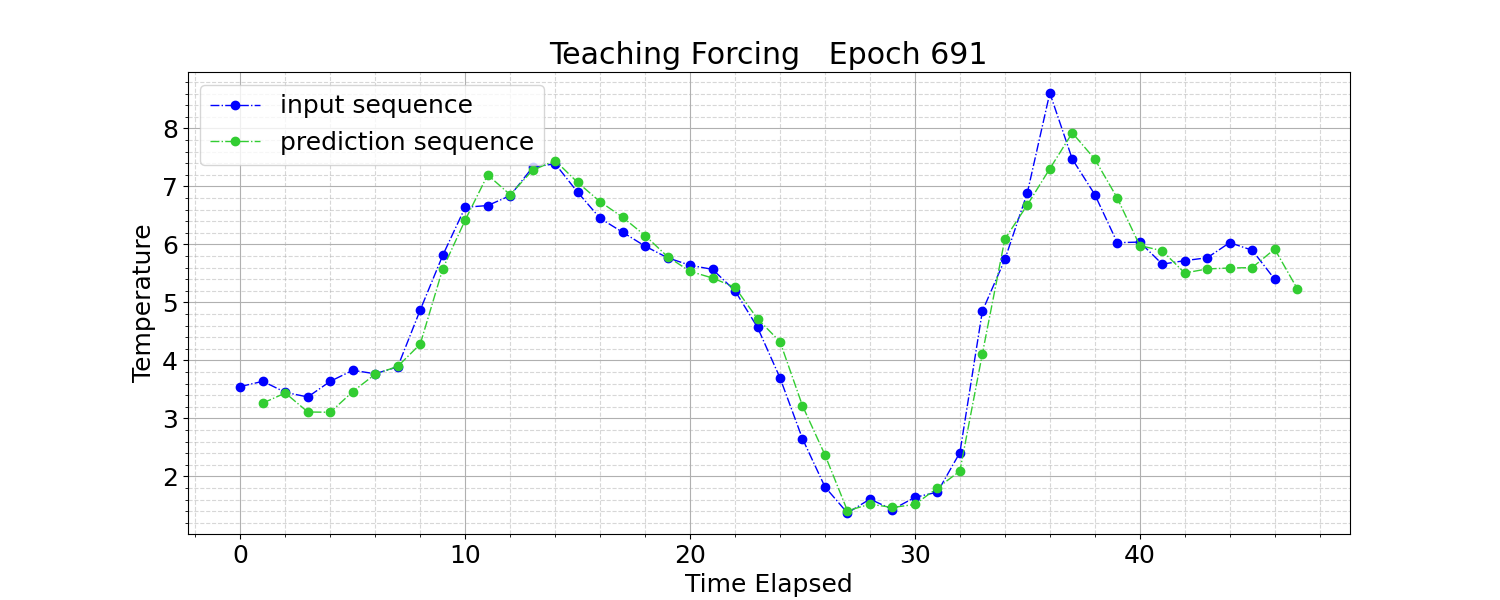 Teaching Forcing   Epoch 691
input sequence
prediction sequence
Temperature
8
7
6
5
4
3
2
0 10 20 30 40
Time Elapsed